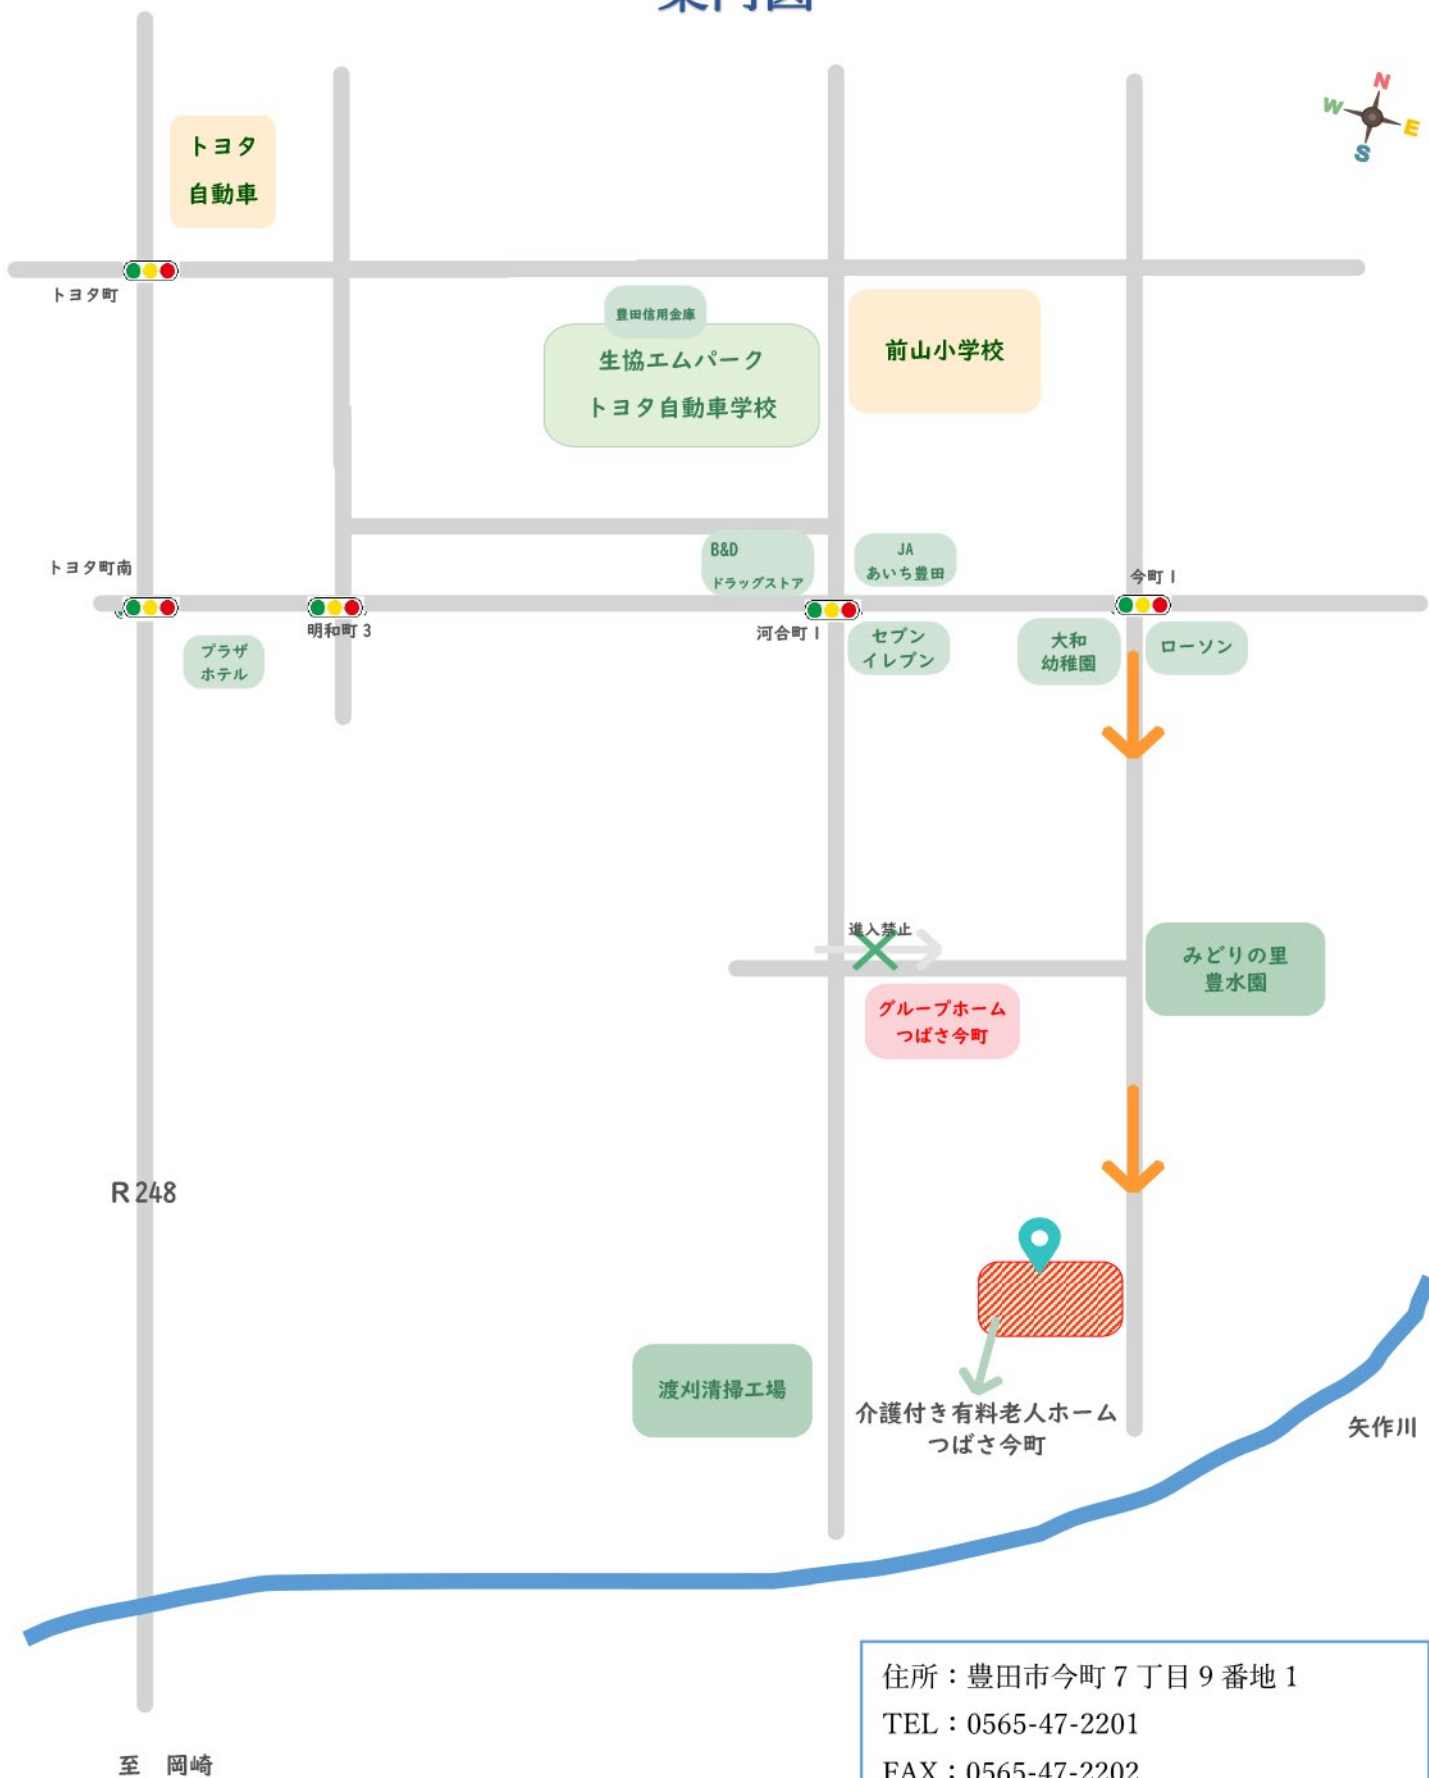 案内図
N
W
E
S
トヨタ
自動車
トヨタ町
豊田信用金庫
生協エムパーク
トヨタ自動車学校
前山小学校
B&D
ドラッグストア
JA
あいち豊田
トヨタ町南
今町1
明和町3
河合町1
プラザ
ホテル
セブン
イレブン
大和
幼稚園
ローソン
進入禁止
みどりの里
豊水園
グループホーム
つばさ今町
R248
渡刈清掃工場
介護付き有料老人ホーム
つばさ今町
矢作川
住所：豊田市今町7丁目9番地1
TEL：0565-47-2201
FAX：0565-47-2202
至　岡崎